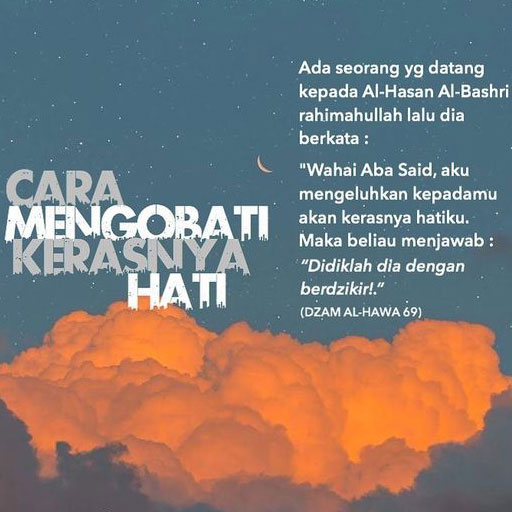 CARA
MENGOBATI
KERASNYA
HATI
Ada seorang yg datang
kepada Al-Hasan Al-Bashri
rahimahullah lalu dia
berkata :
"Wahai Aba Said, aku
mengeluhkan kepadamu
akan kerasnya hatiku.
Maka beliau menjawab :
“Didiklah dia dengan
berdzikir!.“
(DZAM AL-HAWA 69)